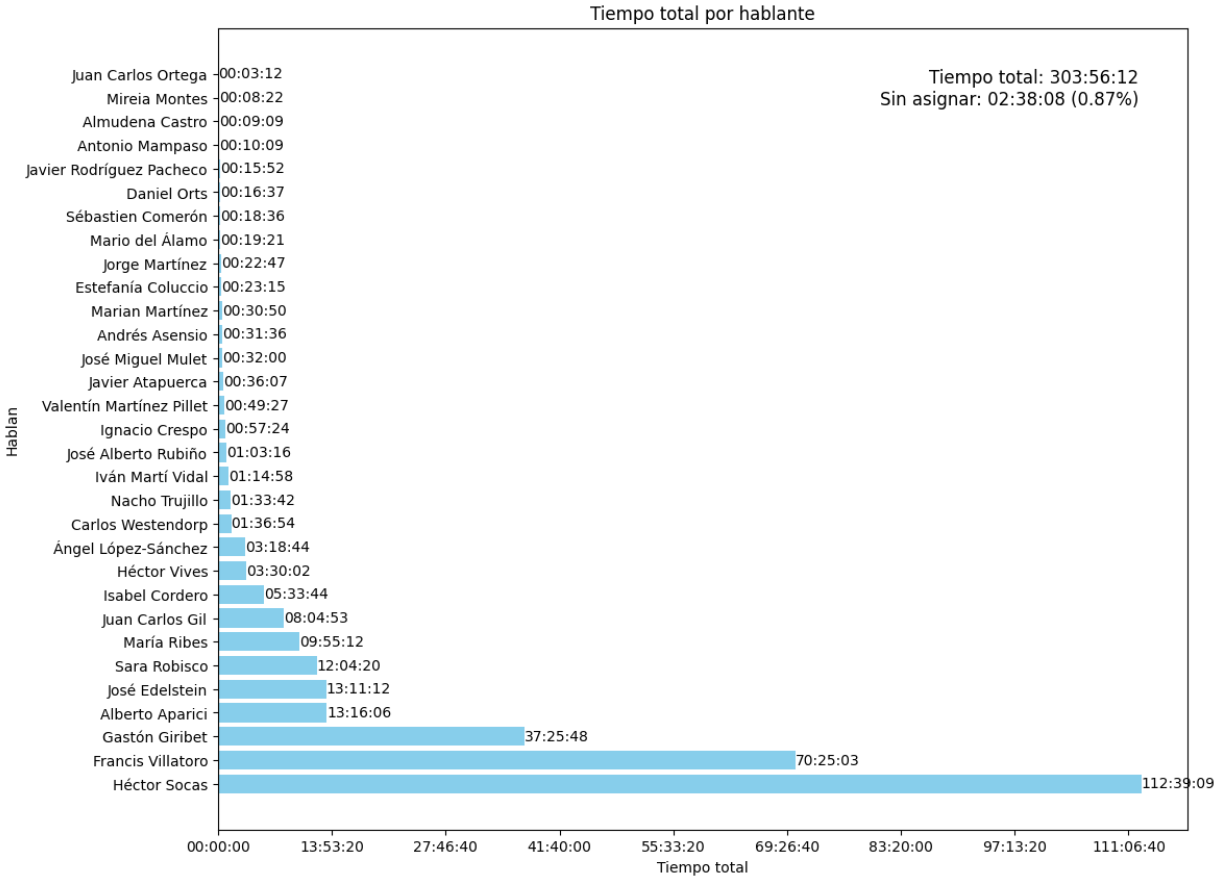 Tiempo total por hablante
Tiempo total: 303:56:12
Sin asignar: 02:38:08 (0.87%)
Hablan
Juan Carlos Ortega 00:03:12
Mireia Montes 00:08:22
Almudena Castro 00:09:09
Antonio Mampaso 00:10:09
Javier Rodríguez Pacheco 00:15:52
Daniel Orts 00:16:37
Sébastien Comerón 00:18:36
Mario del Álamo 00:19:21
Jorge Martínez 00:22:47
Estefanía Coluccio 00:23:15
Marian Martínez 00:30:50
Andrés Asensio 00:31:36
José Miguel Mulet 00:32:00
Javier Atapuerca 00:36:07
Valentín Martínez Pillet 00:49:27
Ignacio Crespo 00:57:24
José Alberto Rubiño 01:03:16
Iván Martí Vidal 01:14:58
Nacho Trujillo 01:33:42
Carlos Westendorp 01:36:54
Ángel López-Sánchez 03:18:44
Héctor Vives 03:30:02
Isabel Cordero 05:33:44
Juan Carlos Gil 08:04:53
María Ribes 09:55:12
Sara Robisco 12:04:20
José Edelstein 13:11:12
Alberto Aparici 13:16:06
Gastón Giribet 37:25:48
Francis Villatoro 70:25:03
Héctor Socas 112:39:09
00:00:00 13:53:20 27:46:40 41:40:00 55:33:20 69:26:40 83:20:00 97:13:20 111:06:40
Tiempo total